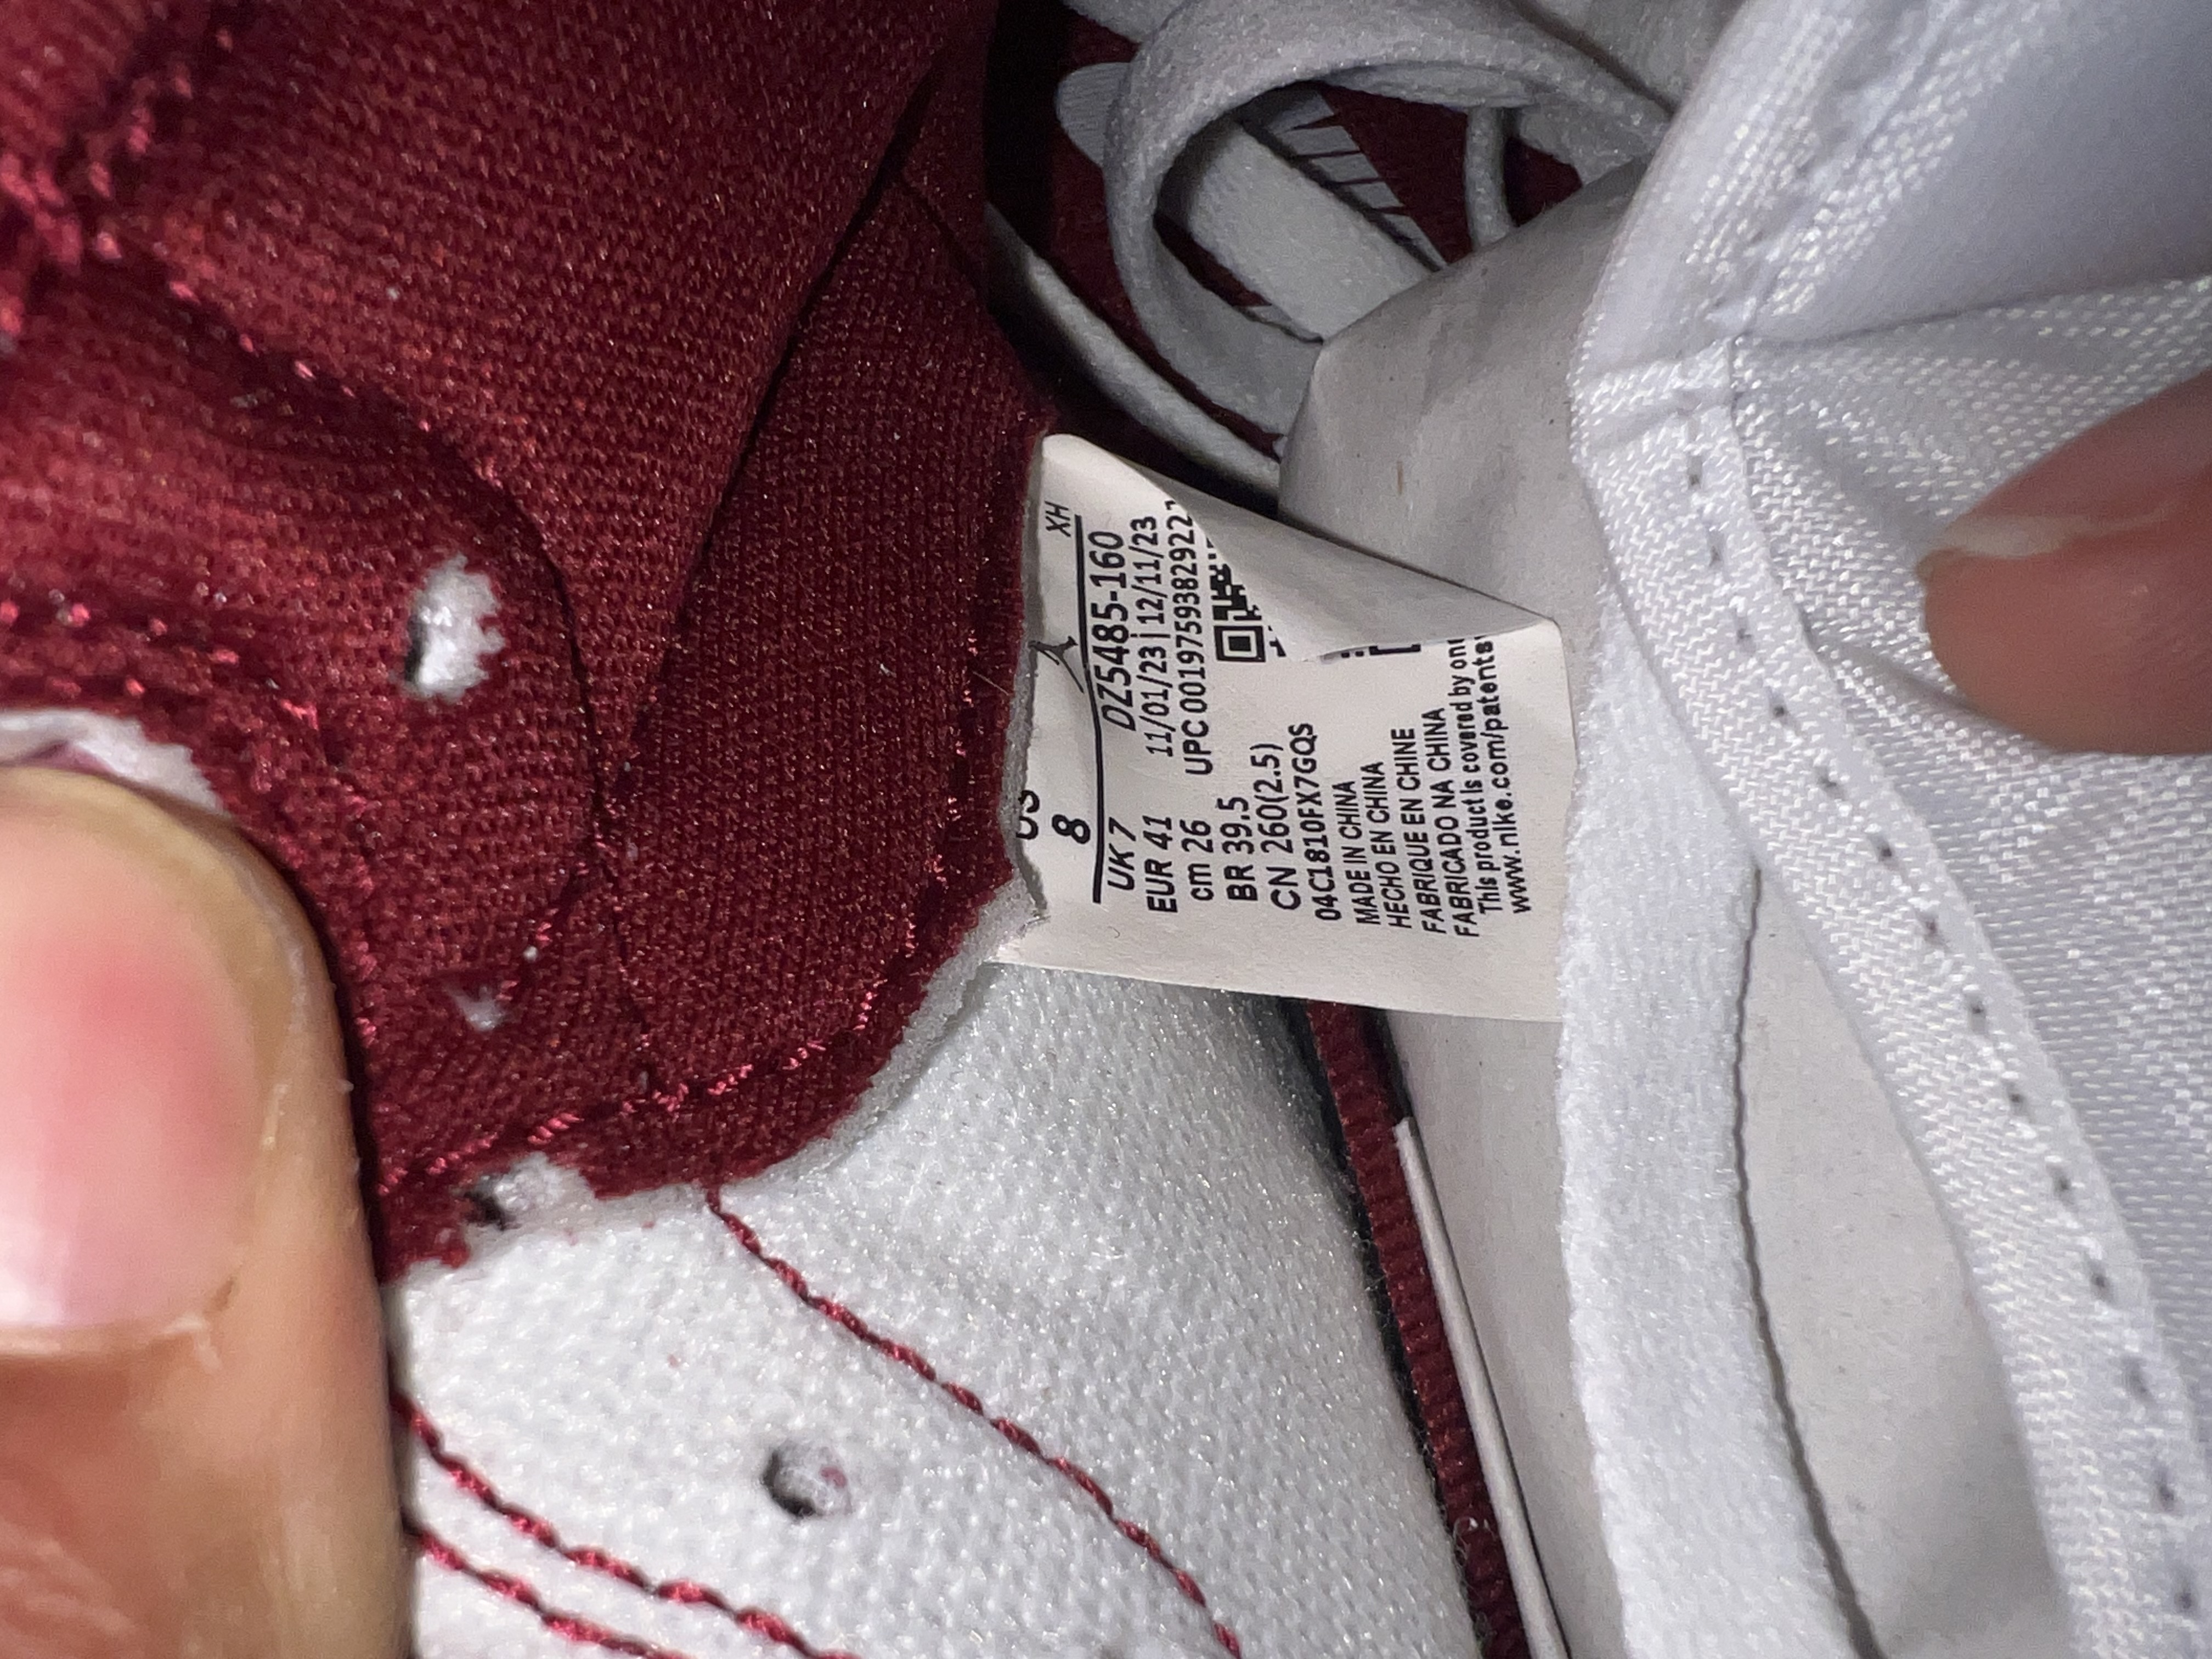 US
8
XH
UK 7 DZ5485-160
EUR 41 11/01/23 | 12/11/23
cm 26 UPC 0019759382922
BR 39.5
CN 260(2.5)
04C1810FX7GQS
MADE IN CHINA
HECHO EN CHINA
FABRIQUE EN CHINE
FABRICADO NA CHINA
This product is covered by
www.nike.com/patents